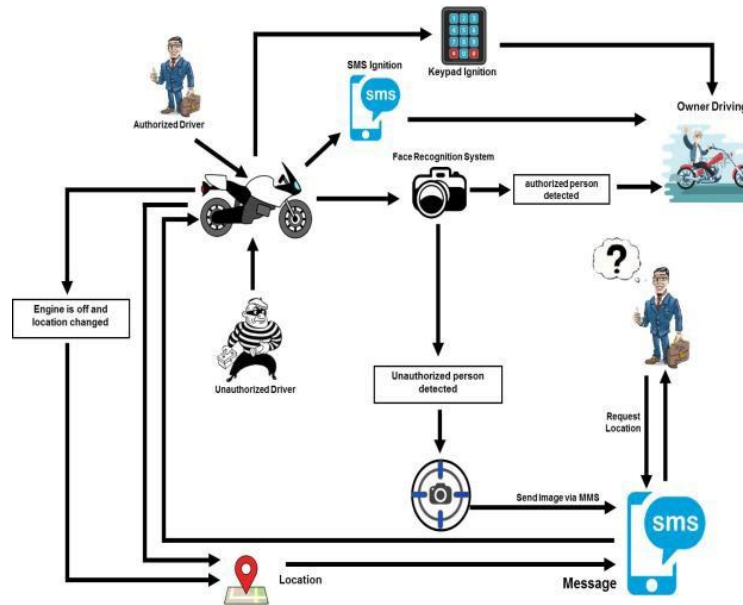 SMS Ignition
sms
Keypad Ignition
Owner Driving
Authorized Driver
Face Recognition System
authorized person
detected
?
Engine is off and
location changed
Unauthorized Driver
Unauthorized person
detected
Request
Location
Send Image via MMS
sms
Location
Message